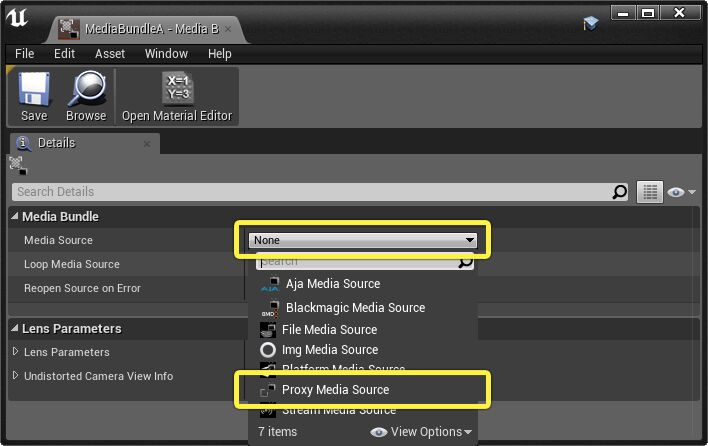 MediaBundleA - Media B
File Edit Asset Window Help
X=1
Y=3
Save Browse Open Material Editor
Details
Search Details
Media Bundle
Media Source None
Loop Media Source Search
Reopen Source on Error
AJA Aja Media Source
BMD Blackmagic Media Source
File Media Source
Img Media Source
Platform Media Source
Lens Parameters
Lens Parameters
Undistorted Camera View Info
Proxy Media Source
Stream Media Source
7 items View Options